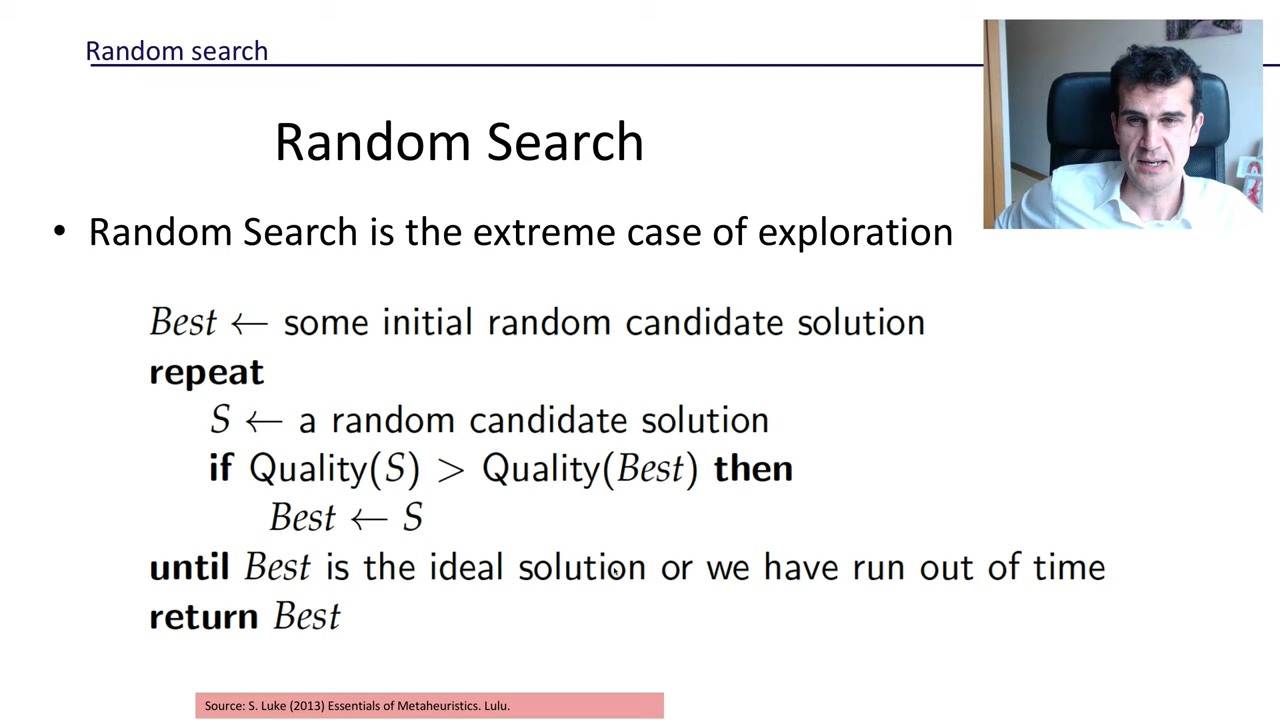 Random search
Random Search
• Random Search is the extreme case of exploration
Best ← some initial random candidate solution
repeat
S ← a random candidate solution
if Quality(S) > Quality(Best) then
Best ← S
until Best is the ideal solution or we have run out of time
return Best
Source: S. Luke (2013) Essentials of Metaheuristics. Lulu.